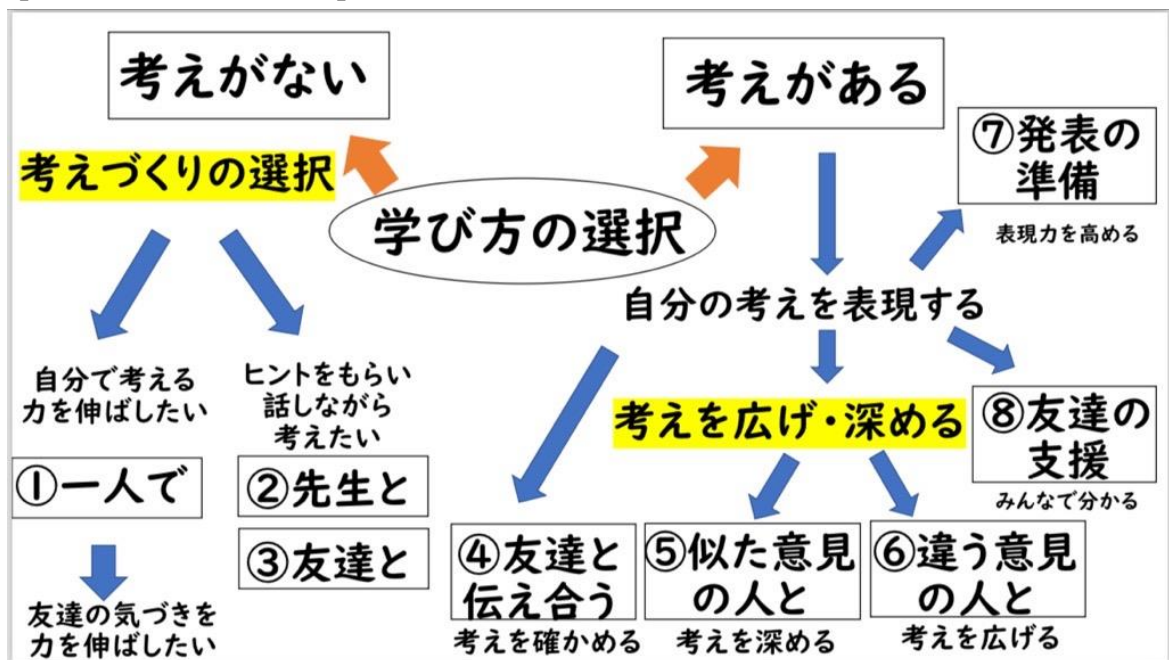 考えがない
考えがある
⑦発表の
準備
表現力を高める
考えづくりの選択
学び方の選択
自分の考えを表現する
自分で考える
力を伸ばしたい
ヒントをもらい
話しながら
考えたい
考えを広げ・深める
⑧友達の
支援
みんなで分かる
①一人で
②先生と
③友達と
友達の気づきを
力を伸ばしたい
④友達と
伝え合う
考えを確かめる
⑤似た意見
の人と
考えを深める
⑥違う意見
の人と
考えを広げる